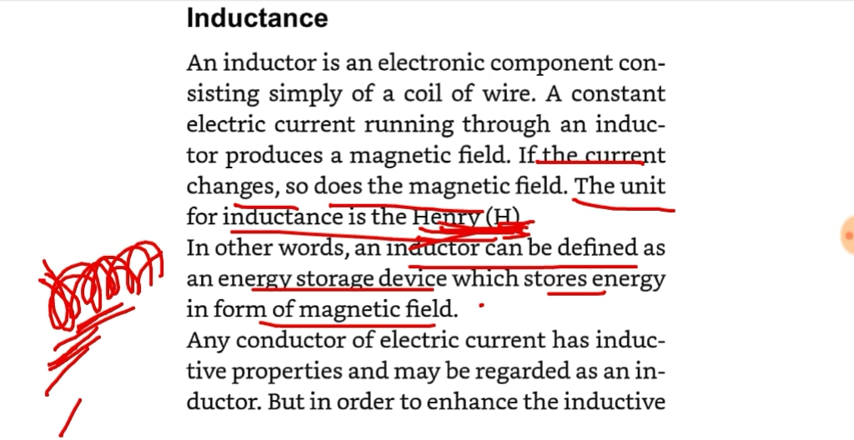 Inductance
An inductor is an electronic component con-
sisting simply of a coil of wire. A constant
electric current running through an induc-
tor produces a magnetic field. If the current
changes, so does the magnetic field. The unit
for inductance is the Henry (H).
In other words, an inductor can be defined as
an energy storage device which stores energy
in form of magnetic field.
Any conductor of electric current has induc-
tive properties and may be regarded as an in-
ductor. But in order to enhance the inductive